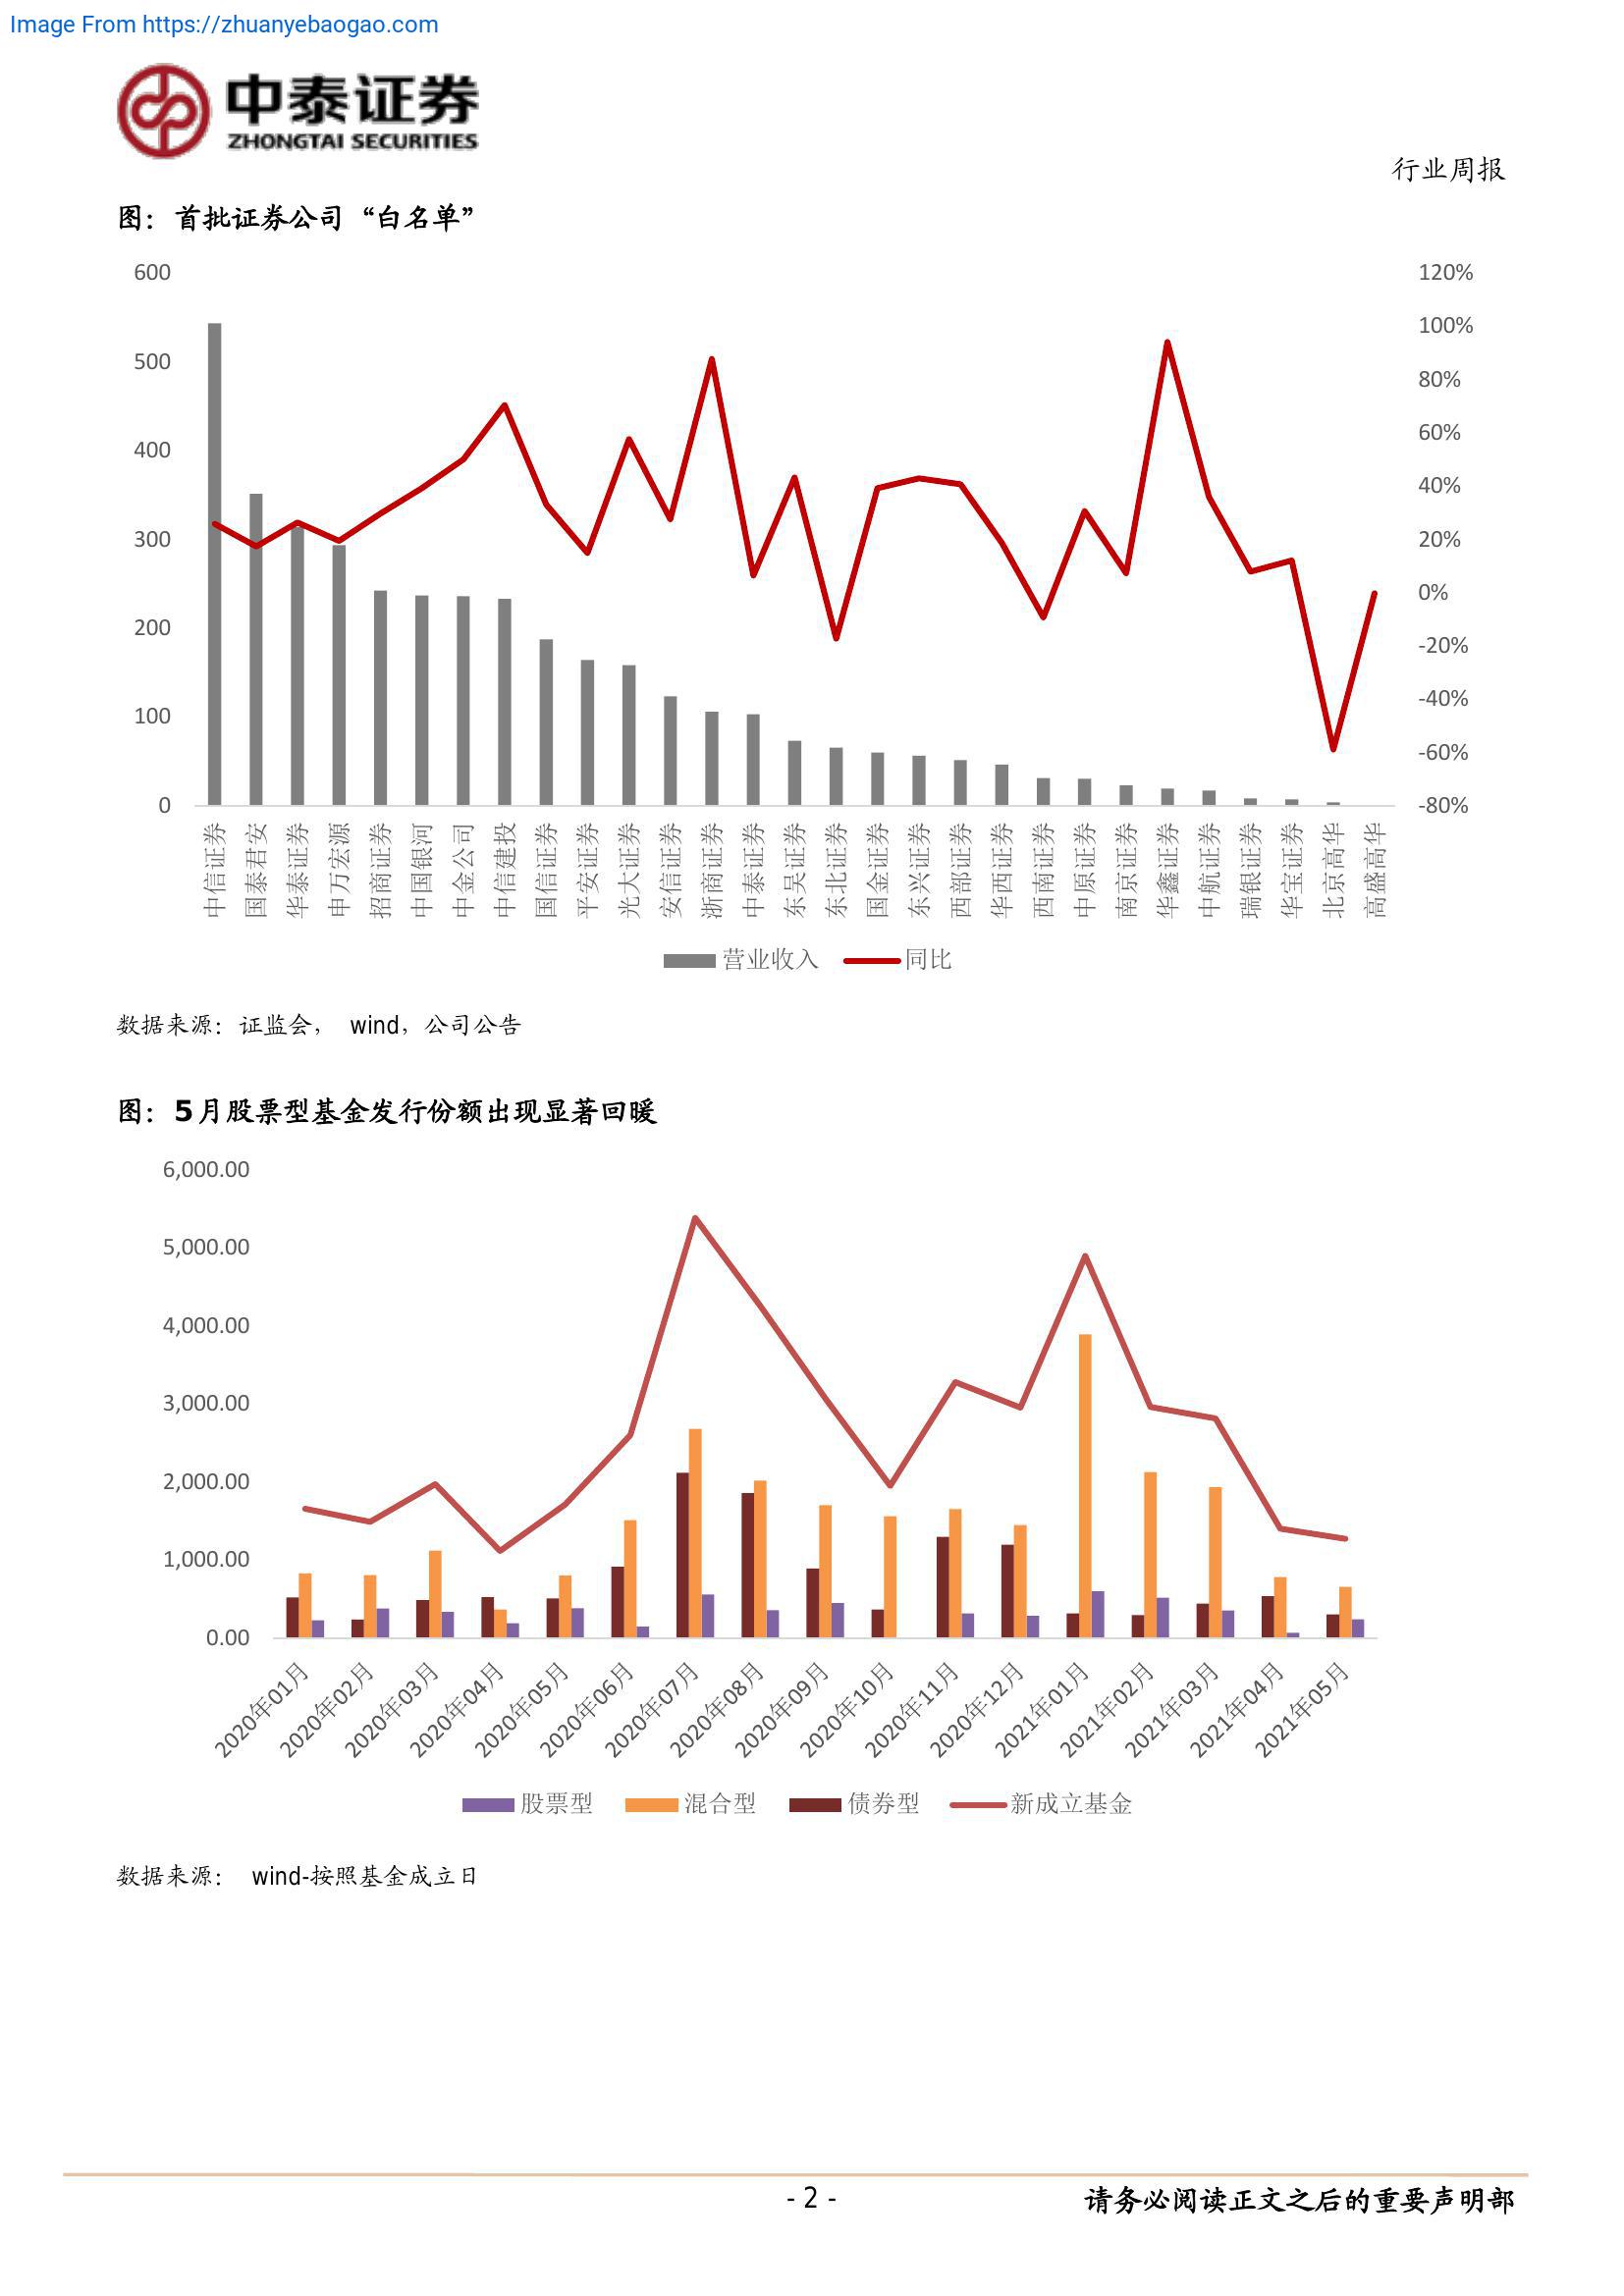 Image From https://zhuanyebaogao.com
中泰证券
ZHONGTAI SECURITIES
行业周报
图：首批证券公司“白名单”
600
500
400
300
200
100
0
120%
100%
80%
60%
40%
20%
0%
-20%
-40%
-60%
-80%
中信证券
国泰君安
华泰证券
申万宏源
招商证券
中国银河
中金公司
中信建投
国信证券
平安证券
光大证券
安信证券
浙商证券
中泰证券
东吴证券
东北证券
国金证券
东兴证券
西部证券
华西证券
西南证券
中原证券
南京证券
华鑫证券
中航证券
瑞银证券
华宝证券
北京高华
高盛高华
营业收入 同比
数据来源：证监会， wind，公司公告
图：5月股票型基金发行份额出现显著回暖
6,000.00
5,000.00
4,000.00
3,000.00
2,000.00
1,000.00
0.00
2020年01月
2020年02月
2020年03月
2020年04月
2020年05月
2020年06月
2020年07月
2020年08月
2020年09月
2020年10月
2020年11月
2020年12月
2021年01月
2021年02月
2021年03月
2021年04月
2021年05月
股票型 混合型 债券型 新成立基金
数据来源： wind-按照基金成立日
- 2 -
请务必阅读正文之后的重要声明部